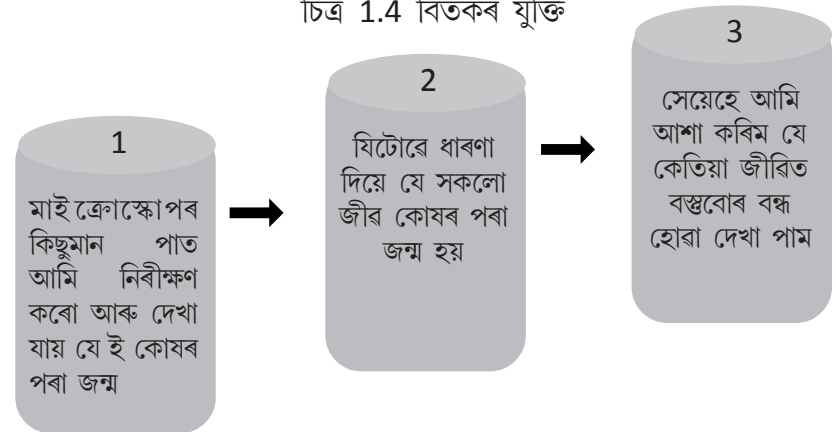 চিত্ৰ 1.4 বিতৰ্কৰ যুক্তি
1
মাই ক্ৰোস্কোপৰ
কিছুমান পাত
আমি নিৰীক্ষণ
কৰো আৰু দেখা
যায় যে ই কোষৰ
পৰা জন্ম
2
যিটোৱে ধাৰণা
দিয়ে যে সকলো
জীৱ কোষৰ পৰা
জন্ম হয়
3
সেয়েহে আমি
আশা কৰিম যে
কেতিয়া জীৱিত
বস্তুবোৰ বন্ধ
হোৱা দেখা পাম